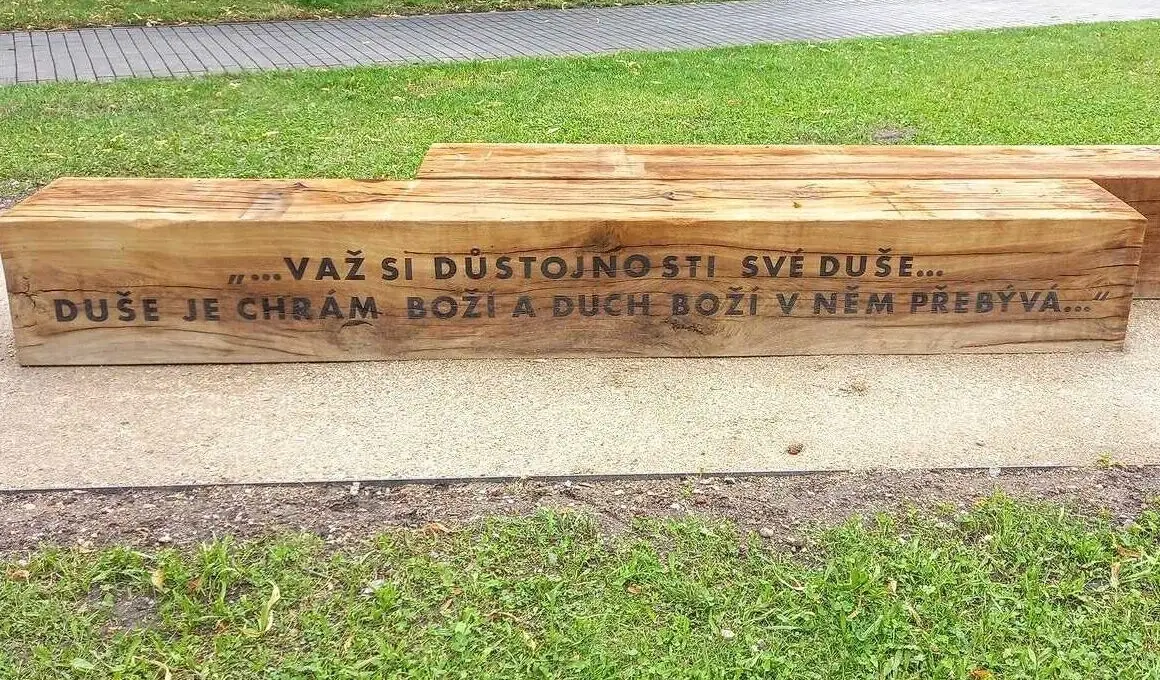 „...VAŽ SI DŮSTOJNOSTI SVÉ DUŠE...
DUŠE JE CHRÁM BOŽÍ A DUCH BOŽÍ V NĚM PŘEBÝVÁ...“